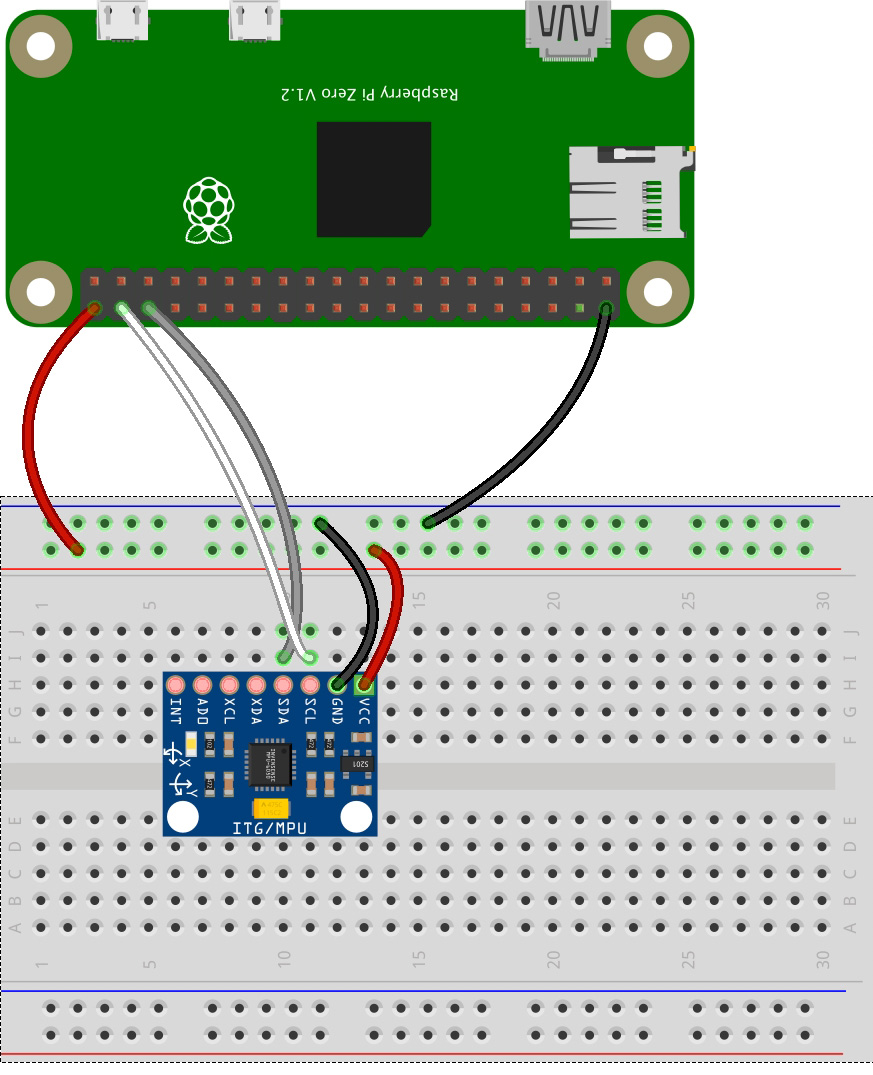 Raspberry Pi Zero V1.2
1 5 15 20 25 30
J J
I I
H H
G G
F F
INT ADO XCL XDA SDA SCL GND VCC
X
Y
5201
ITG/MPU
E E
D D
C C
B B
A A
1 5 10 15 20 25 30